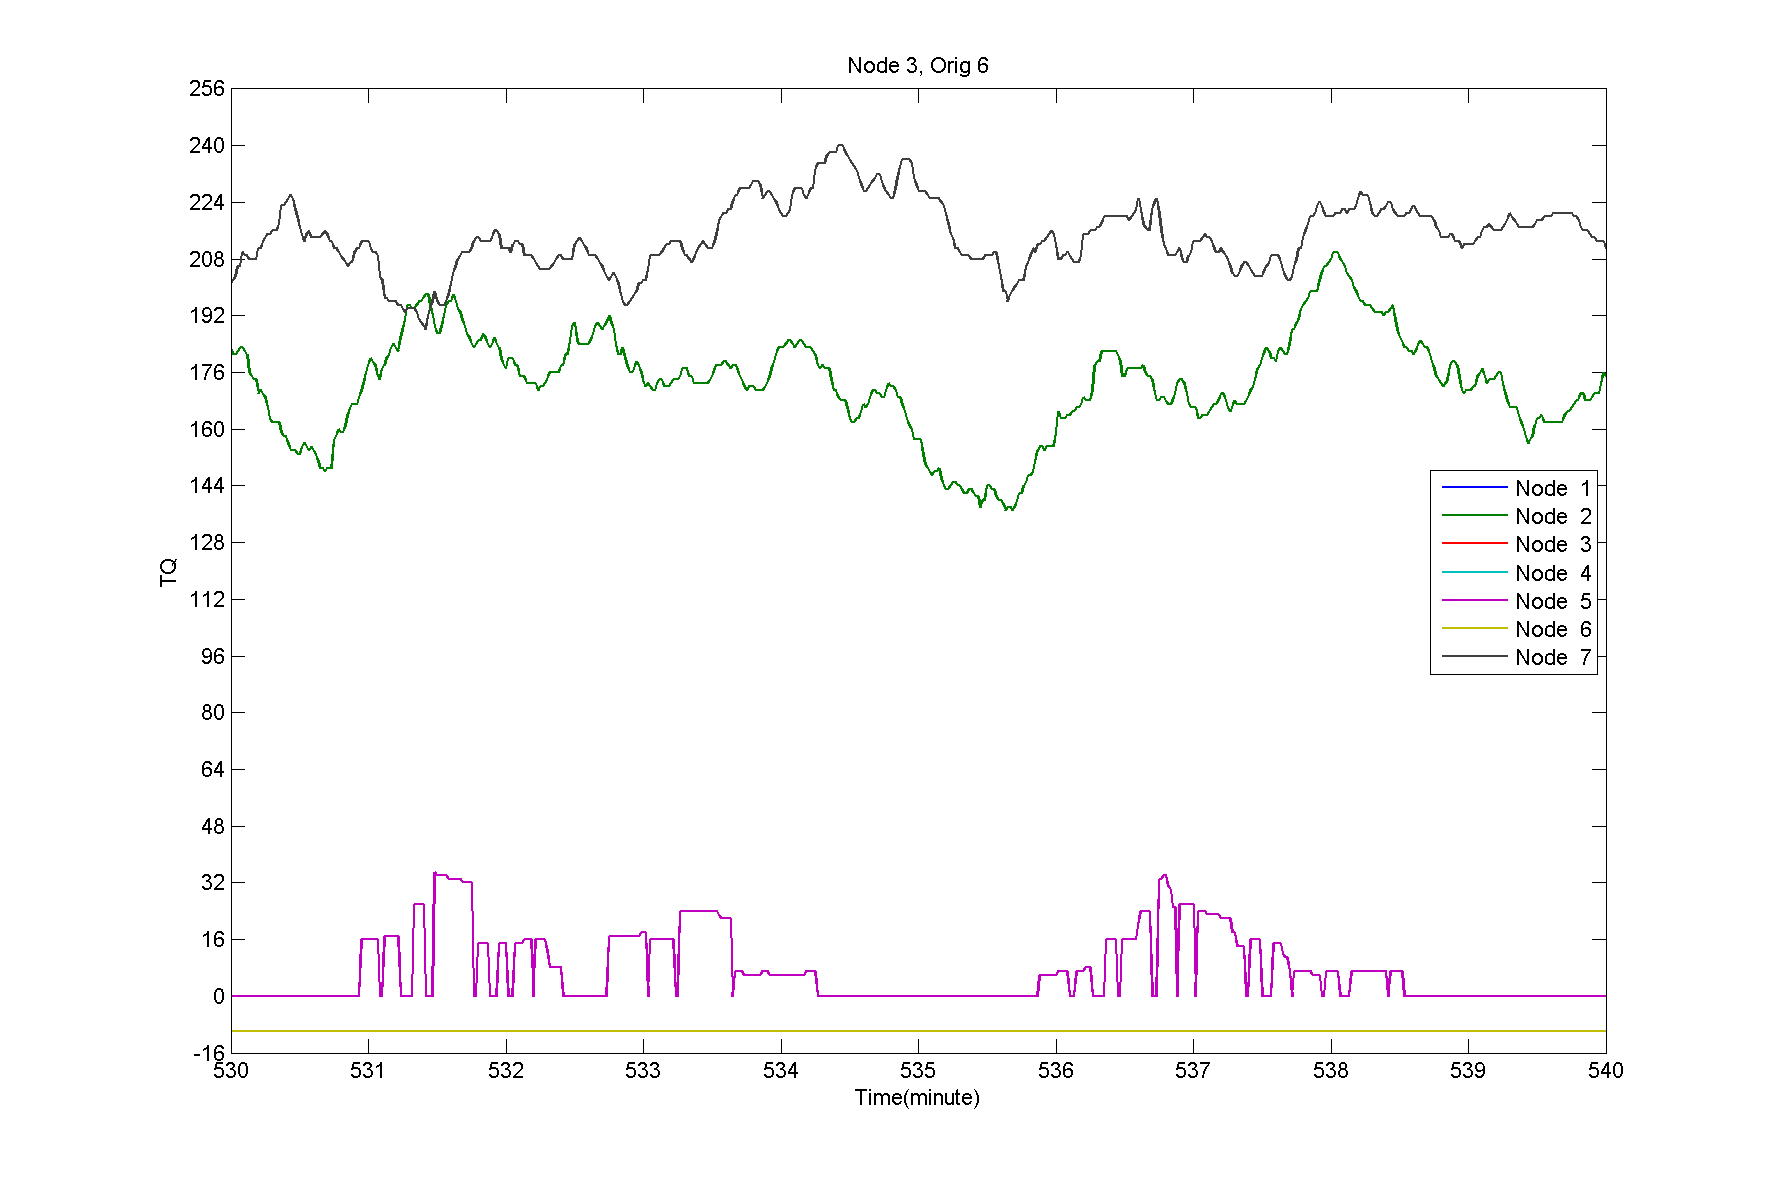 Node 3, Orig 6
256
240
224
208
192
176
160
144
128
112
96
80
64
48
32
16
0
-16
TQ
530 531 532 533 534 535 536 537 538 539 540
Time(minute)
Node 1
Node 2
Node 3
Node 4
Node 5
Node 6
Node 7